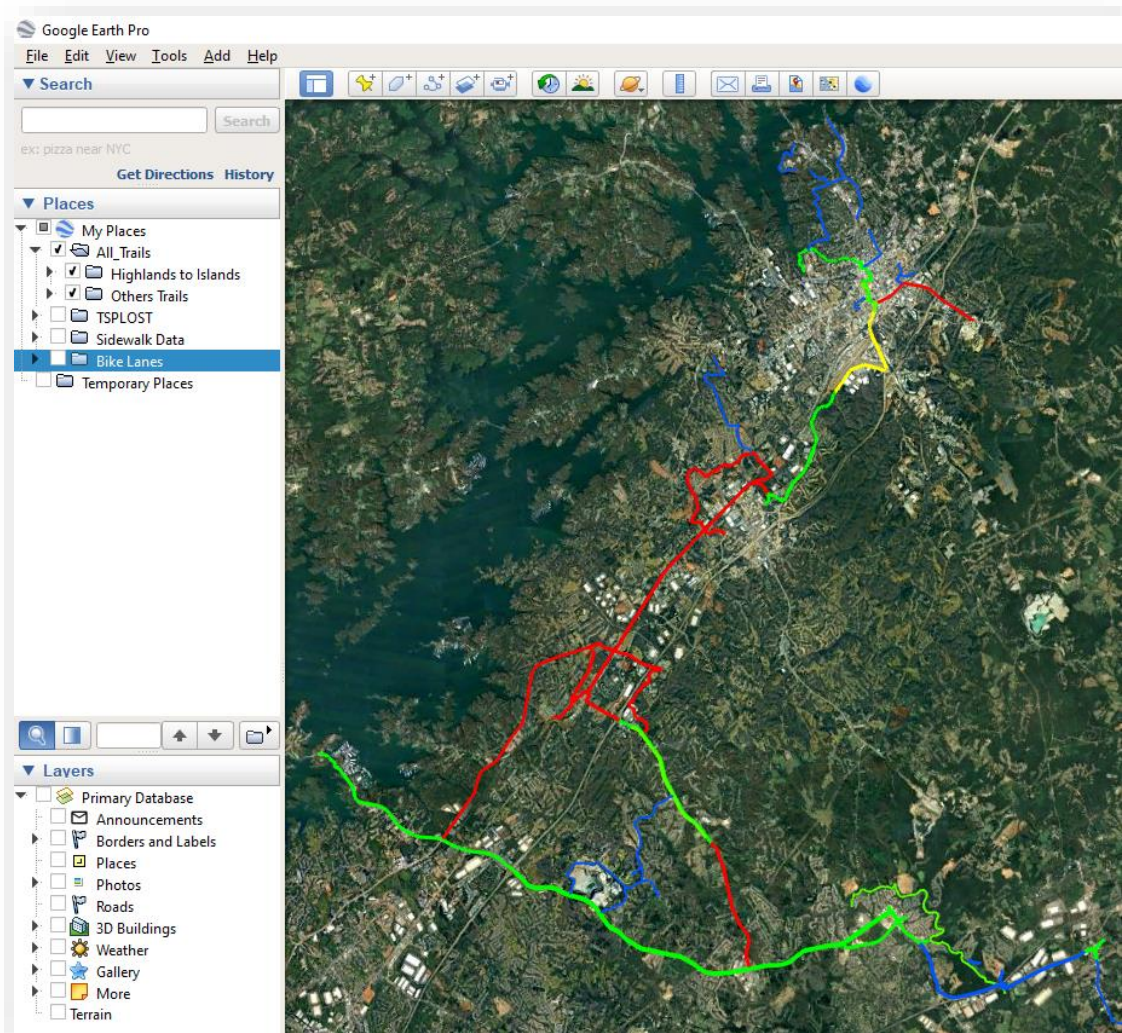 Google Earth Pro
File Edit View Tools Add Help
Search
Search
ex: pizza near NYC
Get Directions History
Places
My Places
All_Trails
Highlands to Islands
Others Trails
TSPLOST
Sidewalk Data
Bike Lanes
Temporary Places
Layers
Primary Database
Announcements
Borders and Labels
Places
Photos
Roads
3D Buildings
Weather
Gallery
More
Terrain